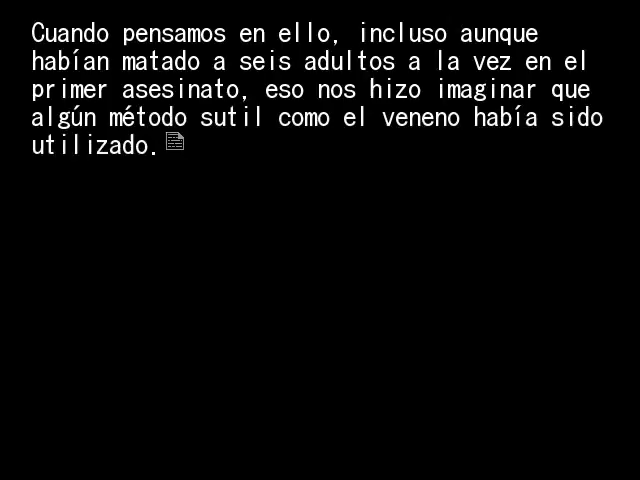 Cuando pensamos en ello, incluso aunque
habían matado a seis adultos a la vez en el
primer asesinato, eso nos hizo imaginar que
algún método sutil como el veneno había sido
utilizado.